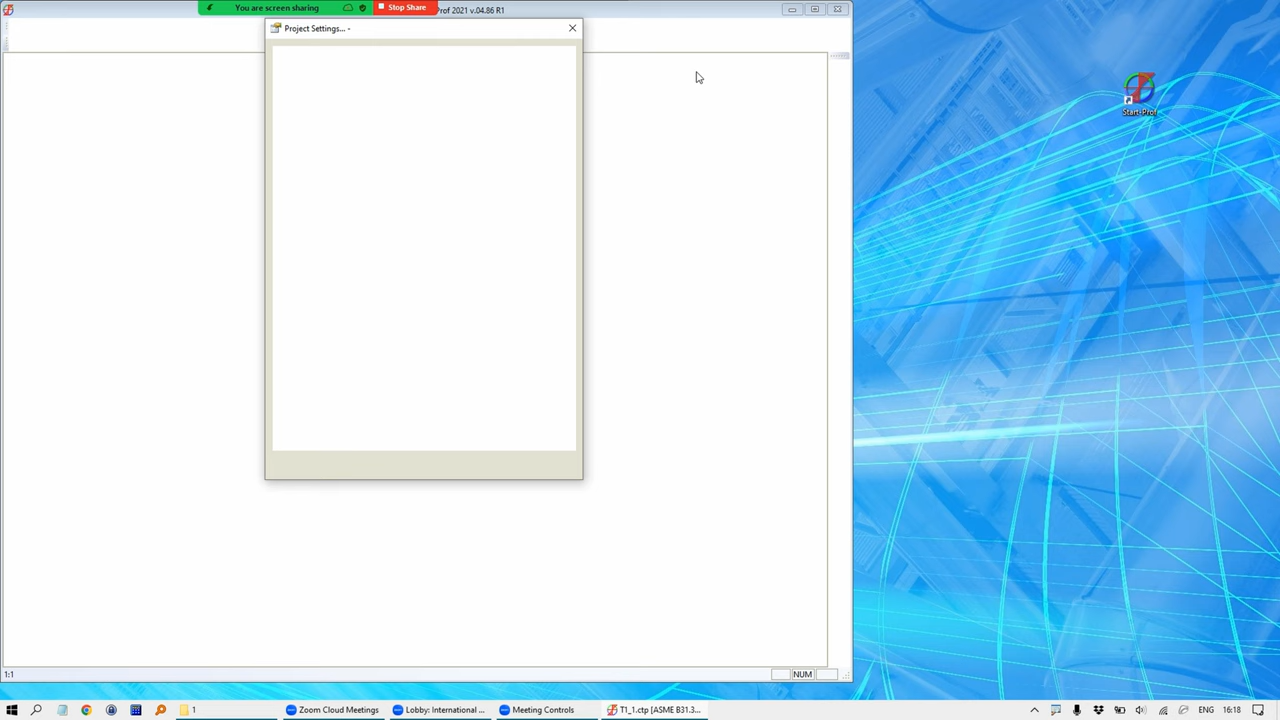 You are screen sharing
Stop Share
Prof 2021 v.04.86 R1
Project Settings... -
Start-Prof
1:1
NUM
1
Zoom Cloud Meetings
Lobby: International ...
Meeting Controls
T1_1.ctp [ASME B31.3...
ENG
16:18